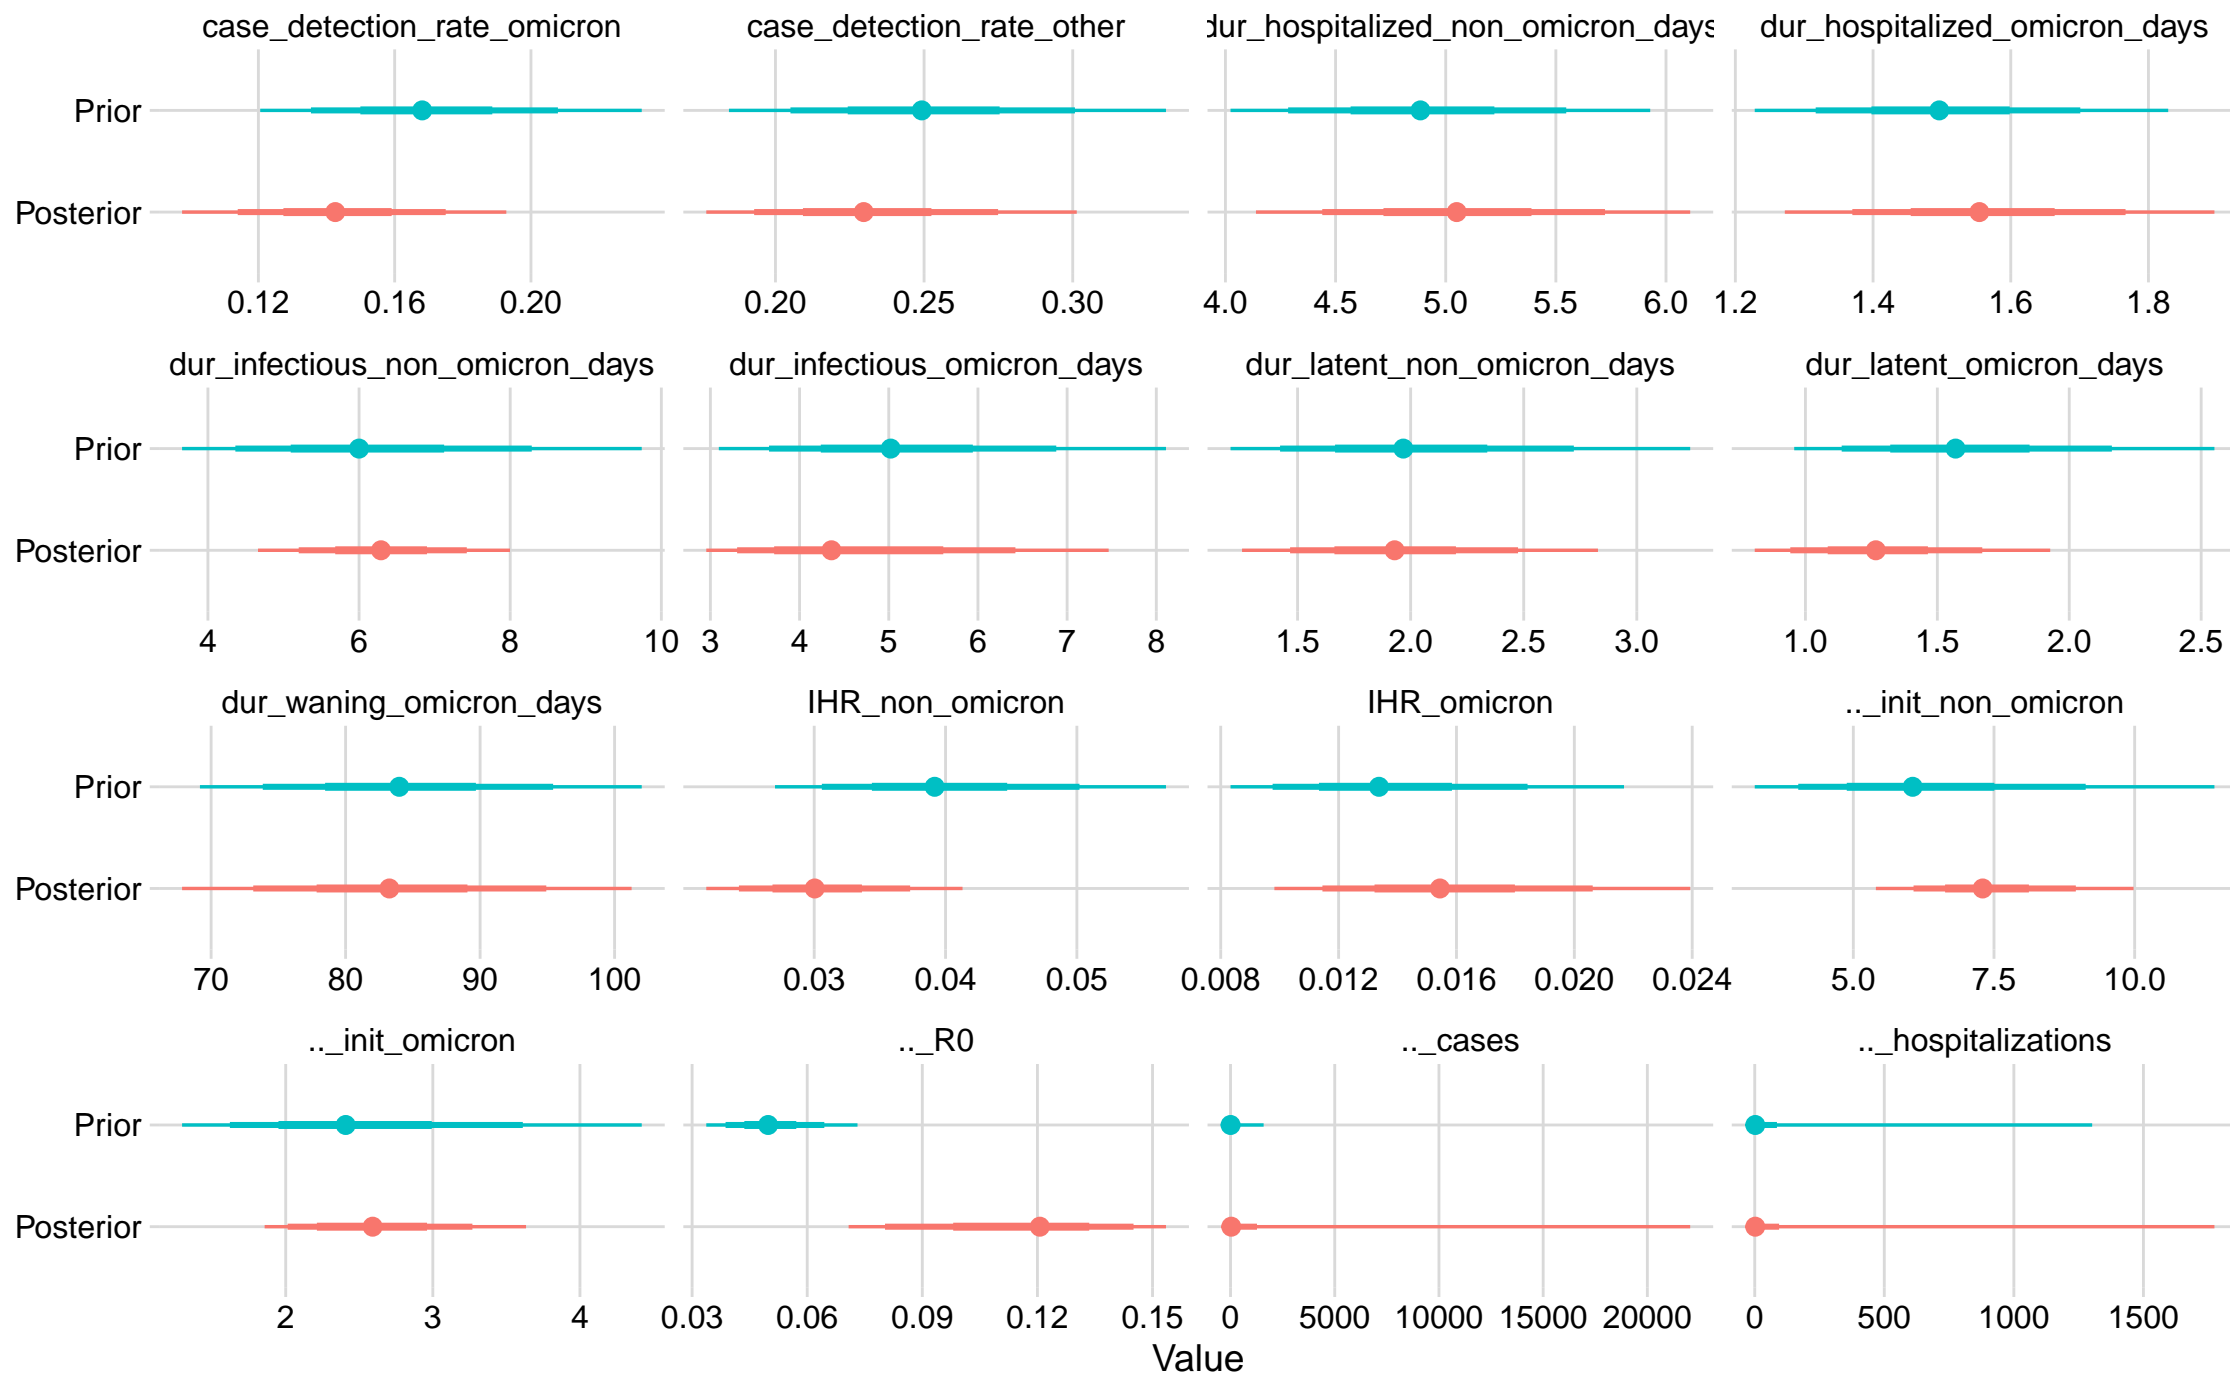 case_detection_rate_omicron
case_detection_rate_other
dur_hospitalized_non_omicron_days
dur_hospitalized_omicron_days
Prior
Posterior
0.12 0.16 0.20
0.20 0.25 0.30
4.0 4.5 5.0 5.5 6.0
1.2 1.4 1.6 1.8
dur_infectious_non_omicron_days
dur_infectious_omicron_days
dur_latent_non_omicron_days
dur_latent_omicron_days
Prior
Posterior
4 6 8 10
3 4 5 6 7 8
1.5 2.0 2.5 3.0
1.0 1.5 2.0 2.5
dur_waning_omicron_days
IHR_non_omicron
IHR_omicron
.._init_non_omicron
Prior
Posterior
70 80 90 100
0.03 0.04 0.05
0.008 0.012 0.016 0.020 0.024
5.0 7.5 10.0
.._init_omicron
.._R0
.._cases
.._hospitalizations
Prior
Posterior
2 3 4
0.03 0.06 0.09 0.12 0.15
0 5000 10000 15000 20000
0 500 1000 1500
Value